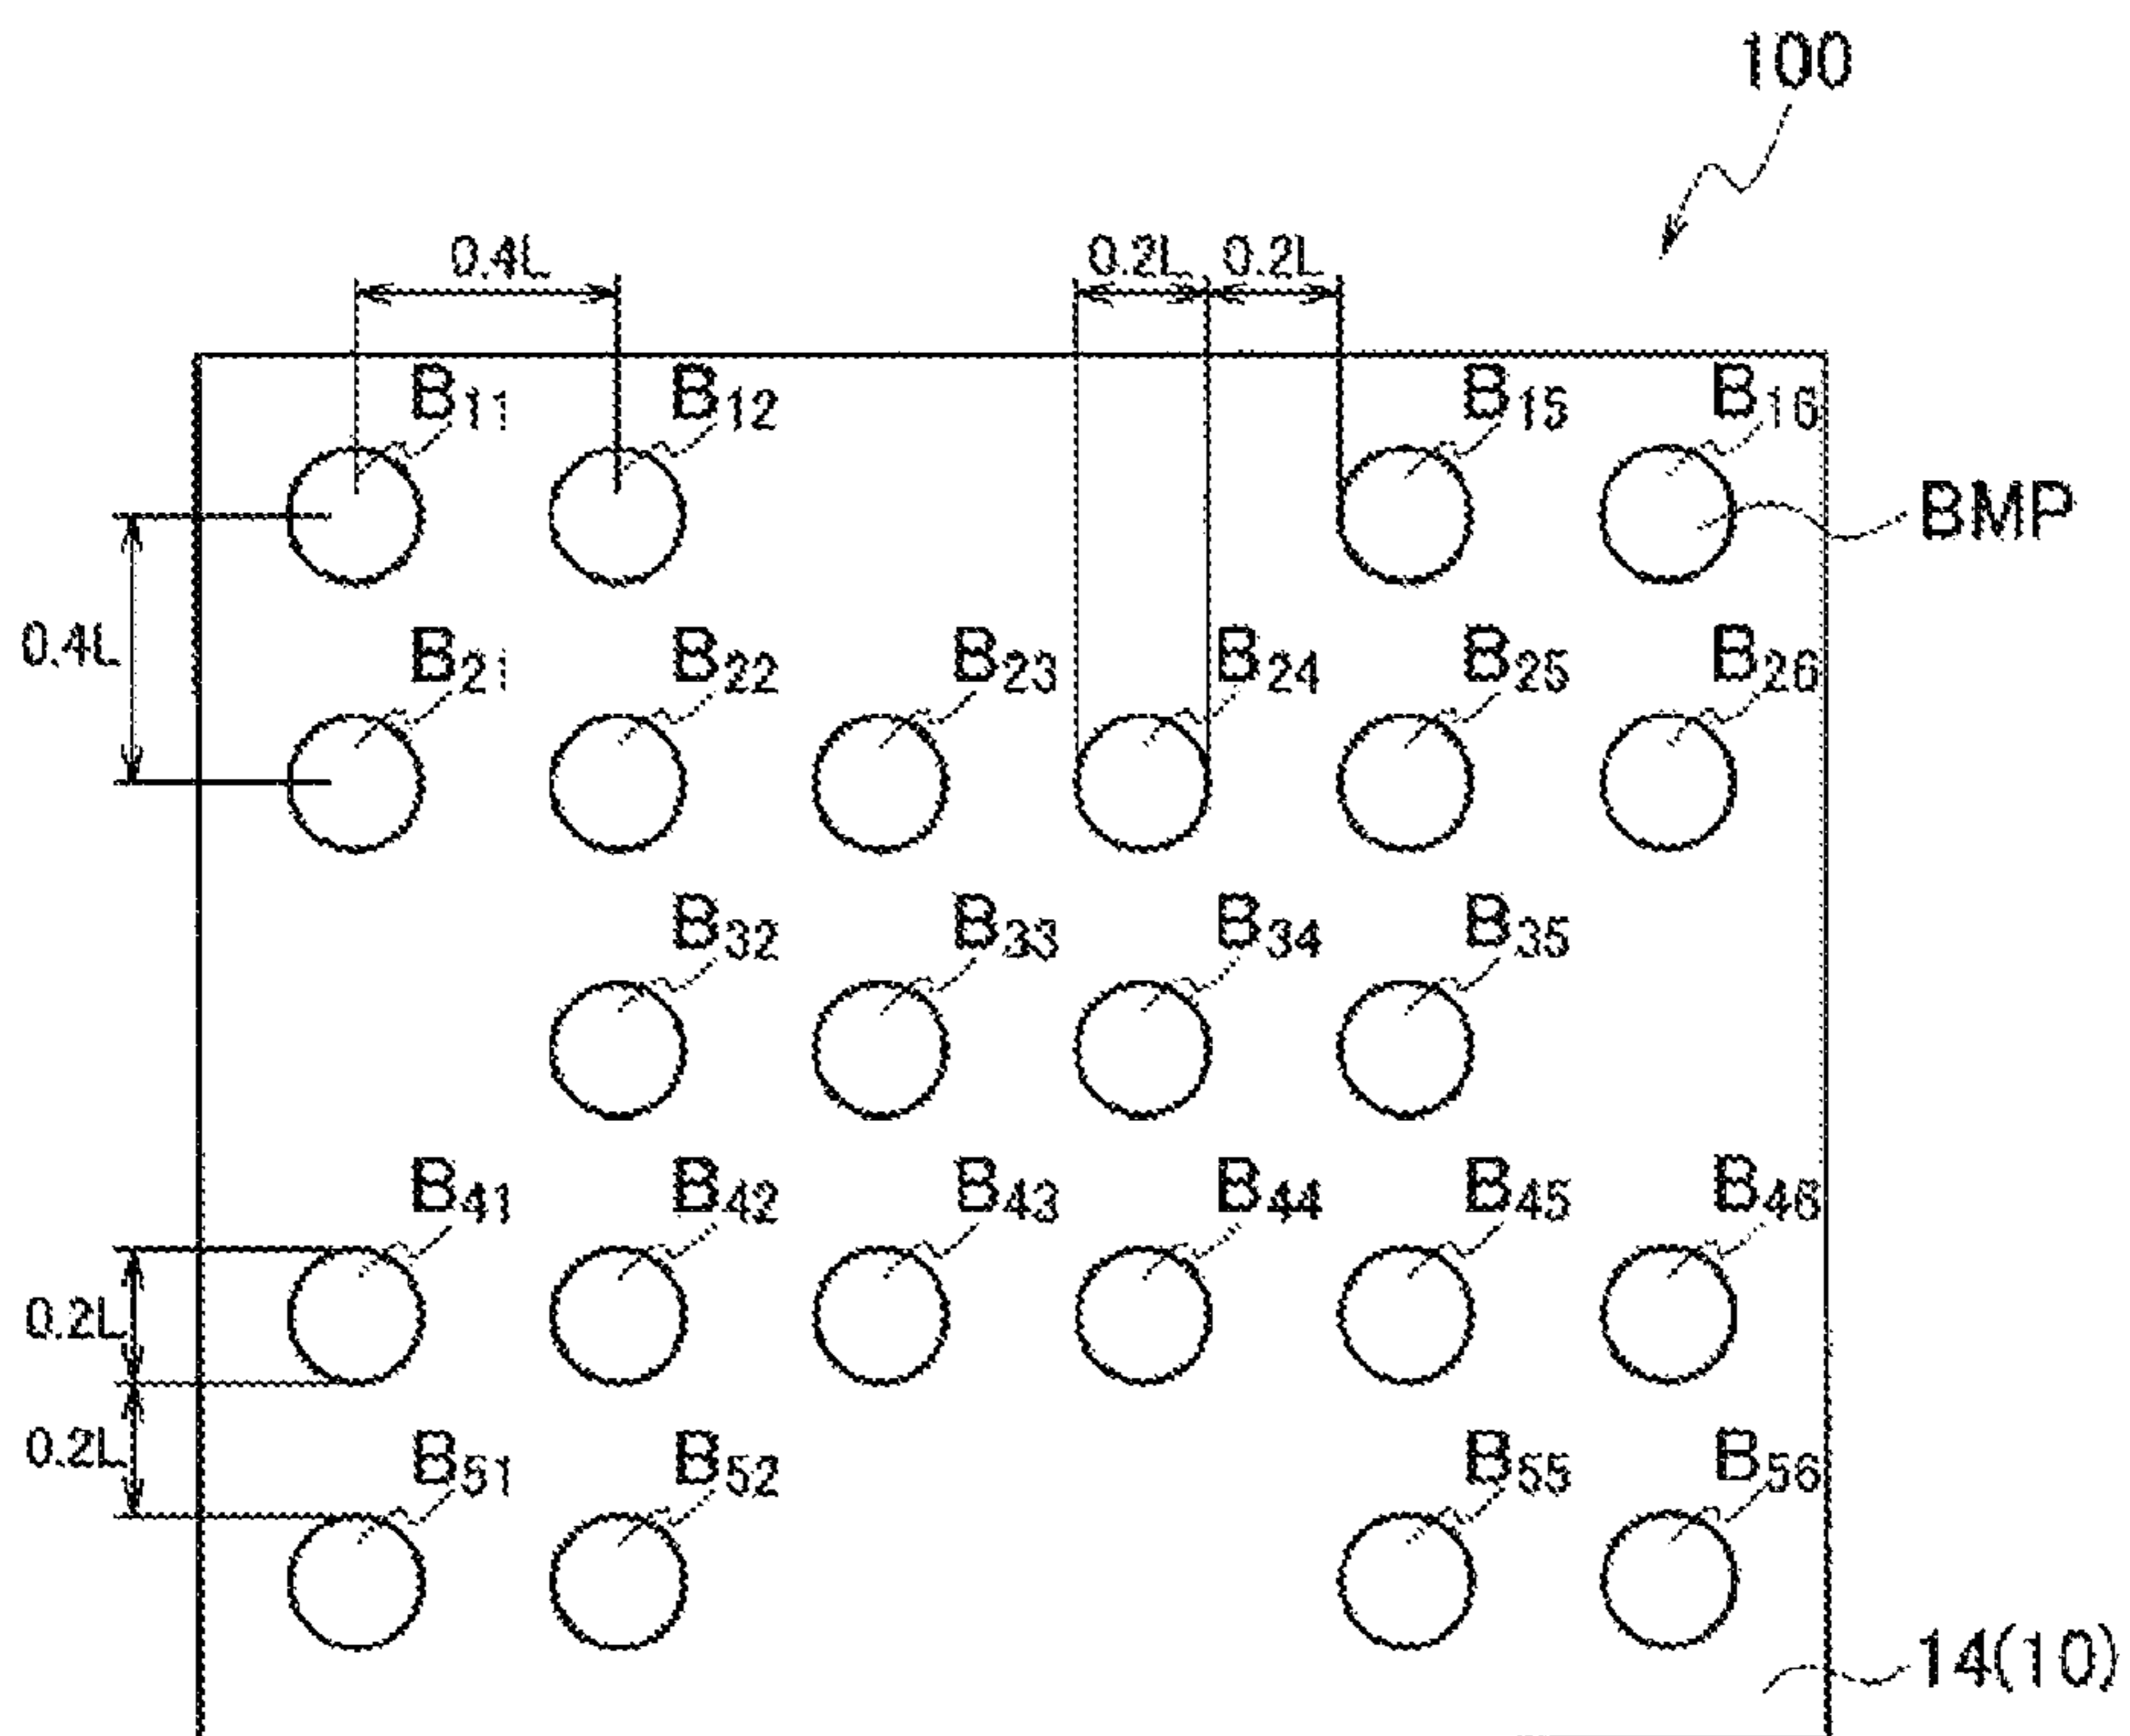 100
0.4L 0.2L 0.2L
B11 B12 B15 B16
BMP
0.4L
B21 B22 B23 B24 B25 B26
B32 B33 B34 B35
B41 B42 B43 B44 B45 B46
0.2L
0.2L
B51 B52 B55 B56
14(10)